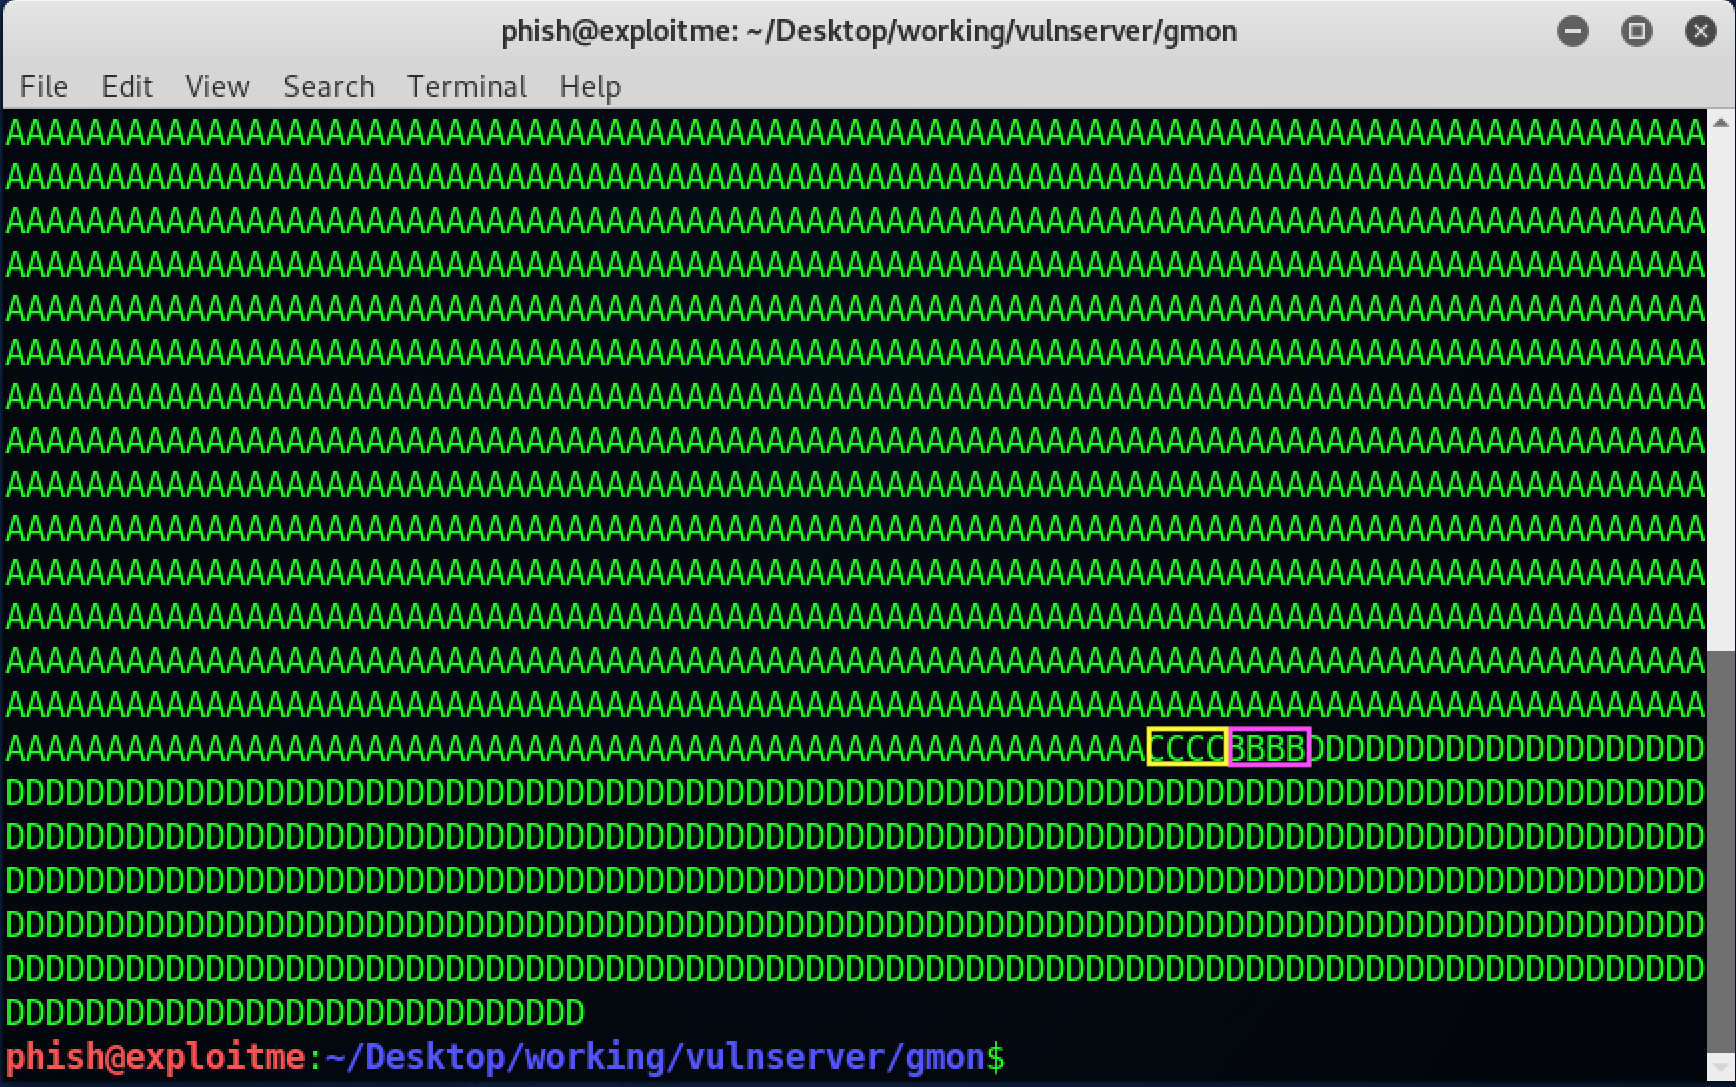 phish@exploitme: ~/Desktop/working/vulnserver/gmon
File Edit View Search Terminal Help
AAAAAAAAAAAAAAAAAAAAAAAAAAAAAAAAAAAAAAAAAAAAAAAAAAAAAAAAAAAAAAAAAAAAAAAAAAAAAAAAAAAAA
AAAAAAAAAAAAAAAAAAAAAAAAAAAAAAAAAAAAAAAAAAAAAAAAAAAAAAAAAAAAAAAAAAAAAAAAAAAAAAAAAAAAA
AAAAAAAAAAAAAAAAAAAAAAAAAAAAAAAAAAAAAAAAAAAAAAAAAAAAAAAAAAAAAAAAAAAAAAAAAAAAAAAAAAAAA
AAAAAAAAAAAAAAAAAAAAAAAAAAAAAAAAAAAAAAAAAAAAAAAAAAAAAAAAAAAAAAAAAAAAAAAAAAAAAAAAAAAAA
AAAAAAAAAAAAAAAAAAAAAAAAAAAAAAAAAAAAAAAAAAAAAAAAAAAAAAAAAAAAAAAAAAAAAAAAAAAAAAAAAAAAA
AAAAAAAAAAAAAAAAAAAAAAAAAAAAAAAAAAAAAAAAAAAAAAAAAAAAAAAAAAAAAAAAAAAAAAAAAAAAAAAAAAAAA
AAAAAAAAAAAAAAAAAAAAAAAAAAAAAAAAAAAAAAAAAAAAAAAAAAAAAAAAAAAAAAAAAAAAAAAAAAAAAAAAAAAAA
AAAAAAAAAAAAAAAAAAAAAAAAAAAAAAAAAAAAAAAAAAAAAAAAAAAAAAAAAAAAAAAAAAAAAAAAAAAAAAAAAAAAA
AAAAAAAAAAAAAAAAAAAAAAAAAAAAAAAAAAAAAAAAAAAAAAAAAAAAAAAAAAAAAAAAAAAAAAAAAAAAAAAAAAAAA
AAAAAAAAAAAAAAAAAAAAAAAAAAAAAAAAAAAAAAAAAAAAAAAAAAAAAAAAAAAAAAAAAAAAAAAAAAAAAAAAAAAAA
AAAAAAAAAAAAAAAAAAAAAAAAAAAAAAAAAAAAAAAAAAAAAAAAAAAAAAAAAAAAAAAAAAAAAAAAAAAAAAAAAAAAA
AAAAAAAAAAAAAAAAAAAAAAAAAAAAAAAAAAAAAAAAAAAAAAAAAAAAAAAAAAAAAAAAAAAAAAAAAAAAAAAAAAAAA
AAAAAAAAAAAAAAAAAAAAAAAAAAAAAAAAAAAAAAAAAAAAAAAAAAAAAAAAAAAAAAAAAAAAAAAAAAAAAAAAAAAAA
AAAAAAAAAAAAAAAAAAAAAAAAAAAAAAAAAAAAAAAAAAAAAAAAAAAAAAAAAAAAAAAAAAAAAAAAAAAAAAAAAAAAA
AAAAAAAAAAAAAAAAAAAAAAAAAAAAAAAAAAAAAAAAAAAAAAAAAAAAAAAAACCCCBBBBDDDDDDDDDDDDDDDDDDDD
DDDDDDDDDDDDDDDDDDDDDDDDDDDDDDDDDDDDDDDDDDDDDDDDDDDDDDDDDDDDDDDDDDDDDDDDDDDDDDDDDDDDD
DDDDDDDDDDDDDDDDDDDDDDDDDDDDDDDDDDDDDDDDDDDDDDDDDDDDDDDDDDDDDDDDDDDDDDDDDDDDDDDDDDDDD
DDDDDDDDDDDDDDDDDDDDDDDDDDDDDDDDDDDDDDDDDDDDDDDDDDDDDDDDDDDDDDDDDDDDDDDDDDDDDDDDDDDDD
DDDDDDDDDDDDDDDDDDDDDDDDDDDDDDDDDDDDDDDDDDDDDDDDDDDDDDDDDDDDDDDDDDDDDDDDDDDDDDDDDDDDD
DDDDDDDDDDDDDDDDDDDDDDDDDDDDDDDDDDDDDDDDDDDDDDDDDDDDDDDDDDDDDDDDDDDDDDDDDDDDDDDDDDDDD
DDDDDDDDDDDDDDDDDDDDDDDDDDDDD
phish@exploitme:~/Desktop/working/vulnserver/gmon$